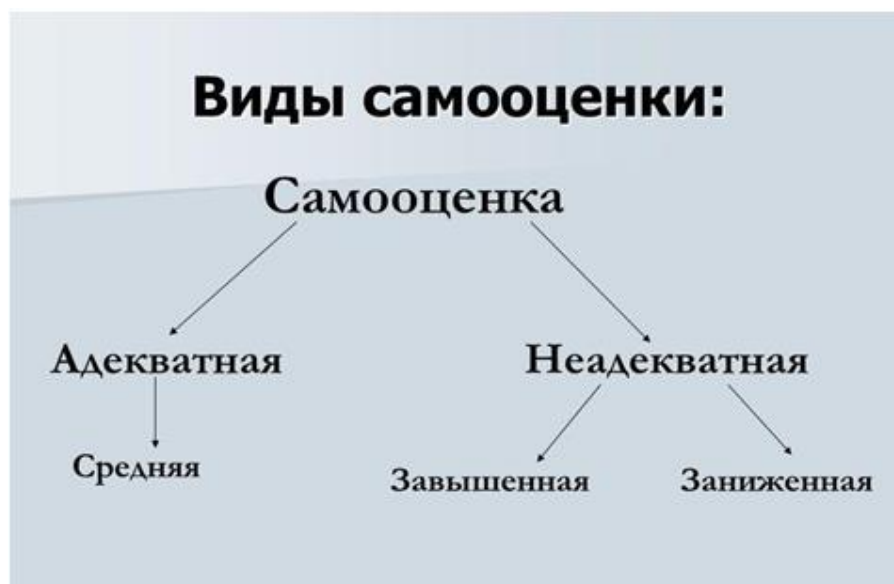 Виды самооценки:
Самооценка
Адекватная
Неадекватная
Средняя
Завышенная
Заниженная